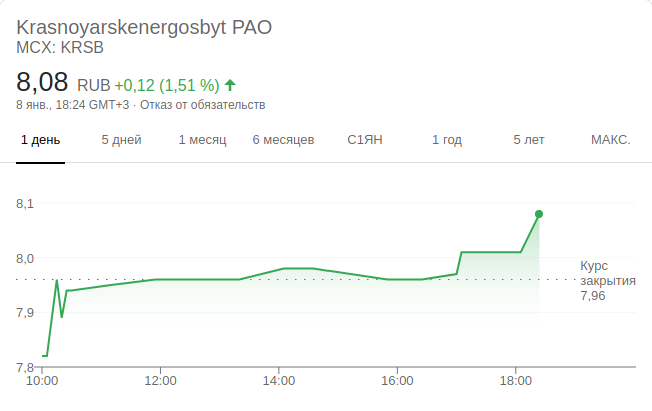 Krasnoyarskenergosbyt PAO
MCX: KRSB
8,08 RUB +0,12 (1,51 %)
8 янв., 18:24 GMT+3 · Отказ от обязательств
1 день 5 дней 1 месяц 6 месяцев С1ЯН 1 год 5 лет МАКС.
8,1
8,0
Курс
закрытия
7,96
7,9
7,8
10:00 12:00 14:00 16:00 18:00